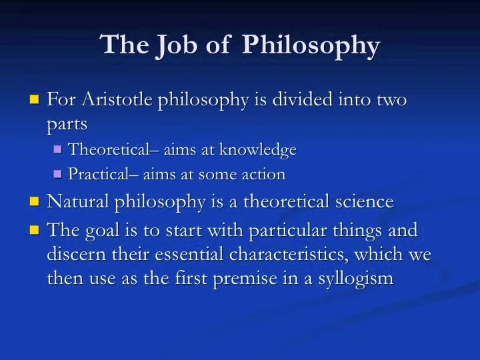 The Job of Philosophy
For Aristotle philosophy is divided into two
parts
Theoretical– aims at knowledge
Practical– aims at some action
Natural philosophy is a theoretical science
The goal is to start with particular things and
discern their essential characteristics, which we
then use as the first premise in a syllogism